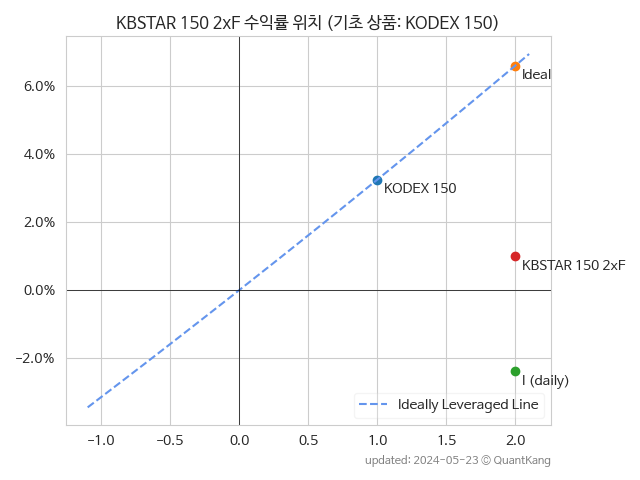 KBSTAR 150 2xF 수익률 위치 (기초 상품: KODEX 150)
6.0%
4.0%
2.0%
0.0%
−2.0%
Ideal
KODEX 150
KBSTAR 150 2xF
I (daily)
Ideally Leveraged Line
−1.0 −0.5 0.0 0.5 1.0 1.5 2.0
updated: 2024-05-23 © QuantKang